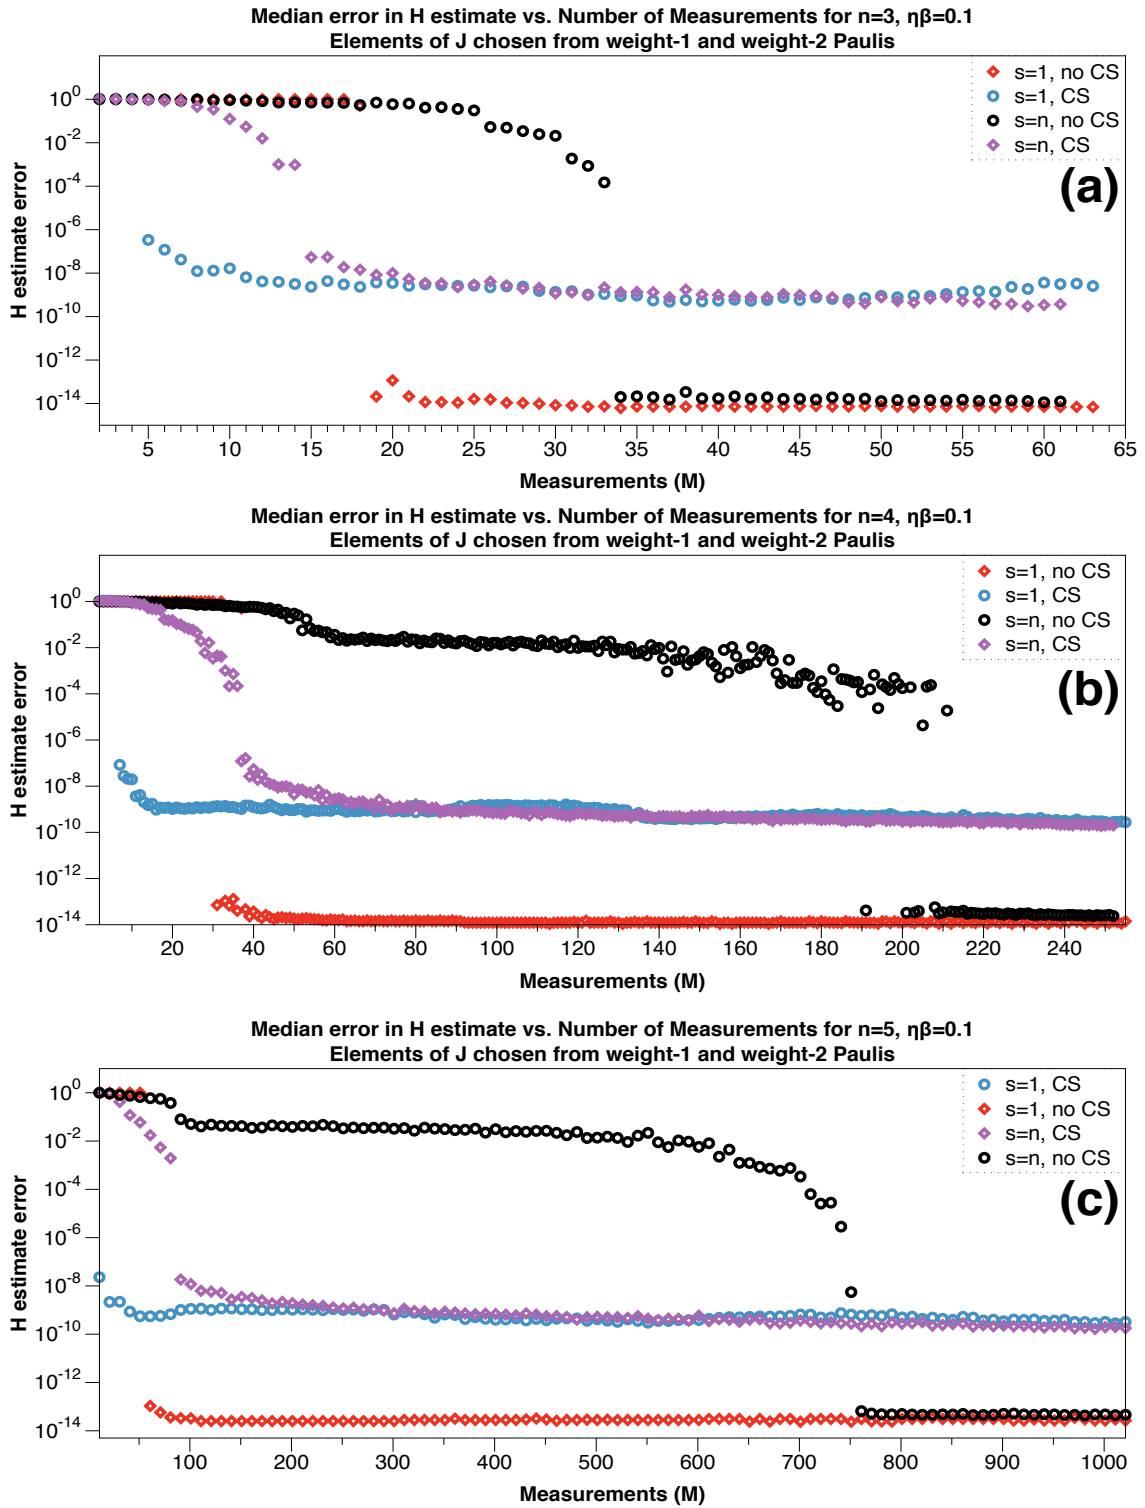 Median error in H estimate vs. Number of Measurements for n=3, ηβ=0.1
Elements of J chosen from weight-1 and weight-2 Paulis
s=1, no CS
s=1, CS
s=n, no CS
s=n, CS
(a)
10^0
10^-2
10^-4
10^-6
10^-8
10^-10
10^-12
10^-14
H estimate error
5 10 15 20 25 30 35 40 45 50 55 60 65
Measurements (M)
Median error in H estimate vs. Number of Measurements for n=4, ηβ=0.1
Elements of J chosen from weight-1 and weight-2 Paulis
s=1, no CS
s=1, CS
s=n, no CS
s=n, CS
(b)
10^0
10^-2
10^-4
10^-6
10^-8
10^-10
10^-12
10^-14
H estimate error
20 40 60 80 100 120 140 160 180 200 220 240
Measurements (M)
Median error in H estimate vs. Number of Measurements for n=5, ηβ=0.1
Elements of J chosen from weight-1 and weight-2 Paulis
s=1, CS
s=1, no CS
s=n, CS
s=n, no CS
(c)
10^0
10^-2
10^-4
10^-6
10^-8
10^-10
10^-12
10^-14
H estimate error
100 200 300 400 500 600 700 800 900 1000
Measurements (M)